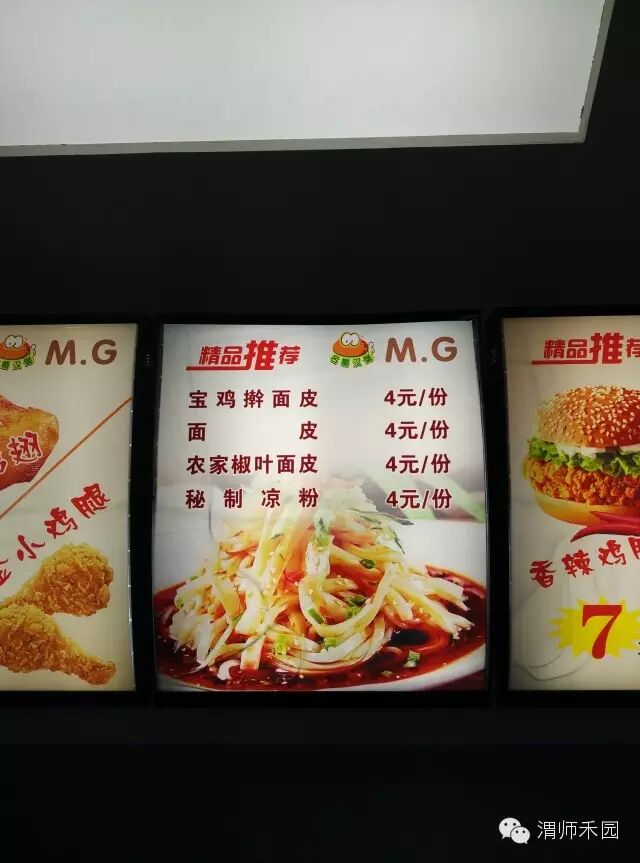 M.G
精品推荐
M.G
宝鸡擀面皮 4元/份
面皮 4元/份
农家椒叶面皮 4元/份
秘制凉粉 4元/份
精品推荐
香辣鸡腿
7
渭师禾园